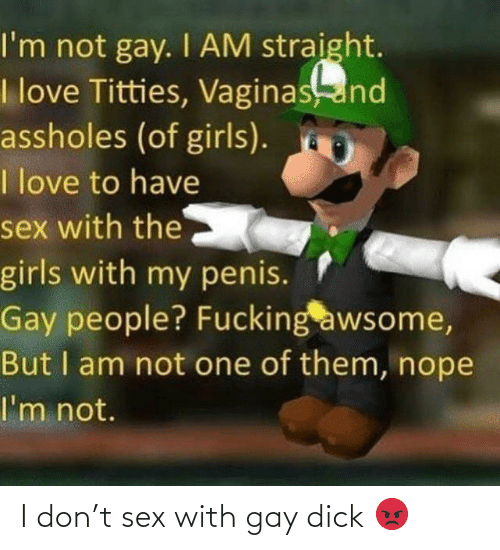 I'm not gay. I AM straight.
I love Titties, Vaginas, and
assholes (of girls).
I love to have
sex with the
girls with my penis.
Gay people? Fucking awsome,
But I am not one of them, nope
I'm not.
I don't sex with gay dick 😡